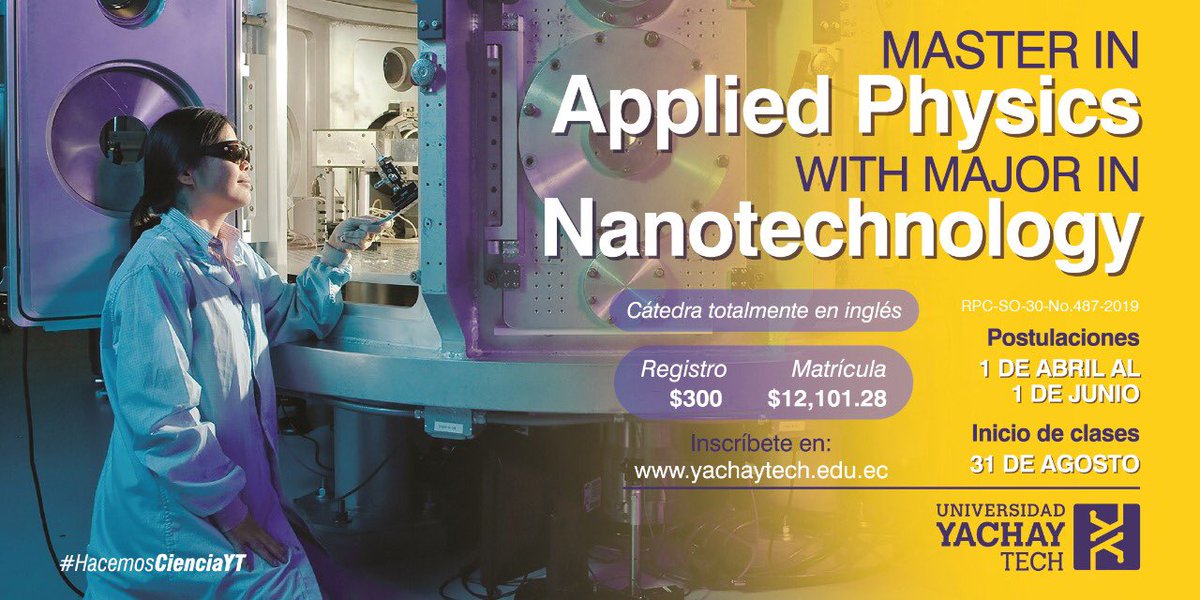 MASTER IN
Applied Physics
WITH MAJOR IN
Nanotechnology
Cátedra totalmente en inglés
Registro Matrícula
$300 $12,101.28
Inscríbete en:
www.yachaytech.edu.ec
RPC-SO-30-No.487-2019
Postulaciones
1 DE ABRIL AL
1 DE JUNIO
Inicio de clases
31 DE AGOSTO
UNIVERSIDAD
YACHAY
TECH
#HacemosCienciaYT